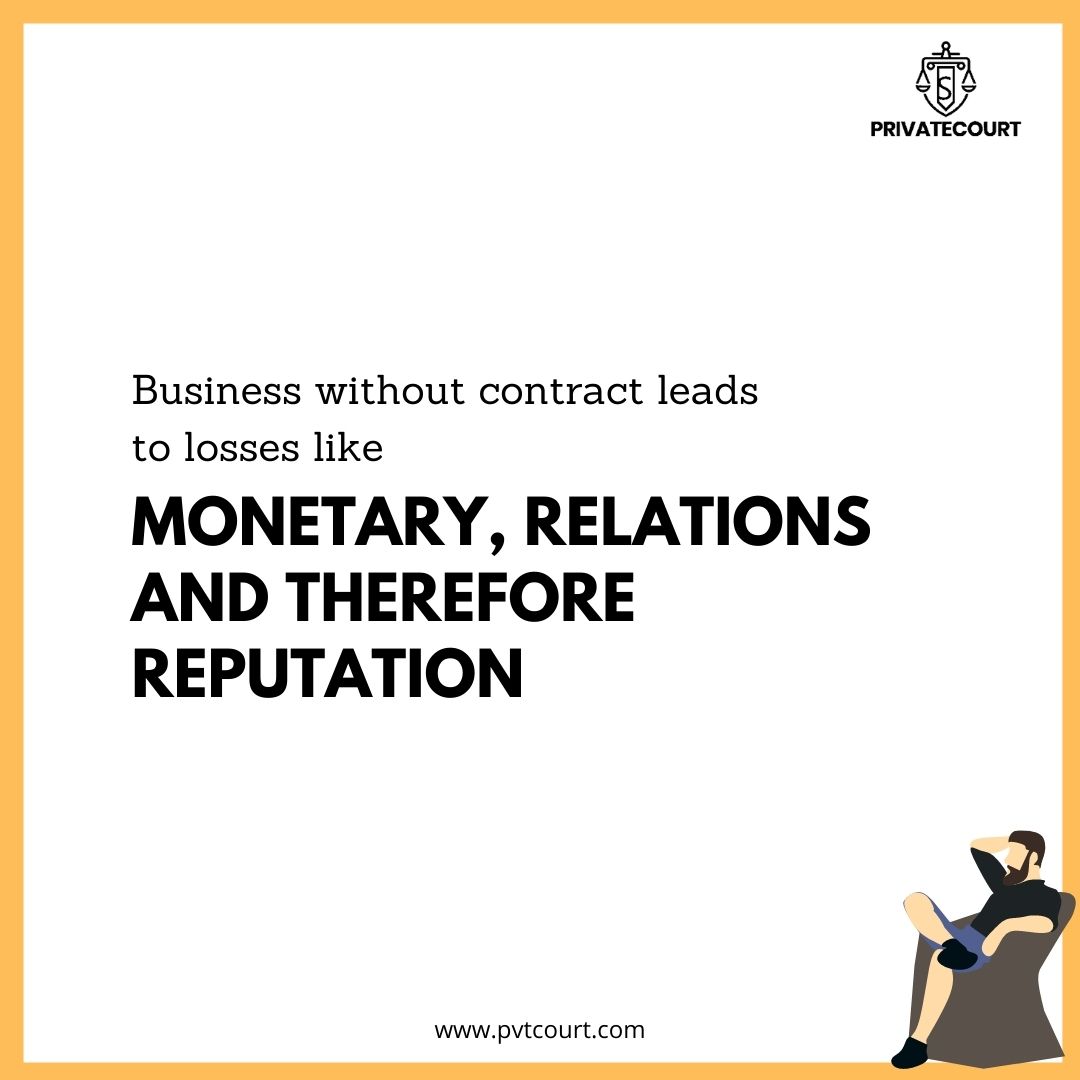 PRIVATECOURT
Business without contract leads
to losses like
MONETARY, RELATIONS
AND THEREFORE
REPUTATION
www.pvtcourt.com